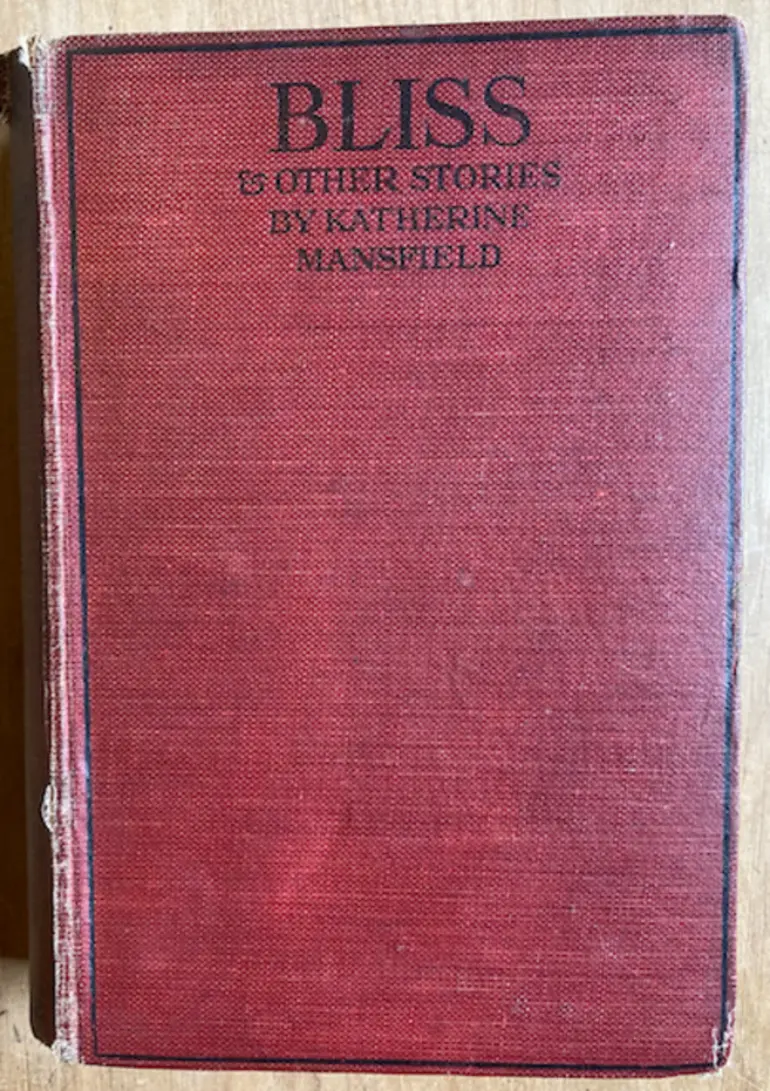 BLISS
& OTHER STORIES
BY KATHERINE
MANSFIELD